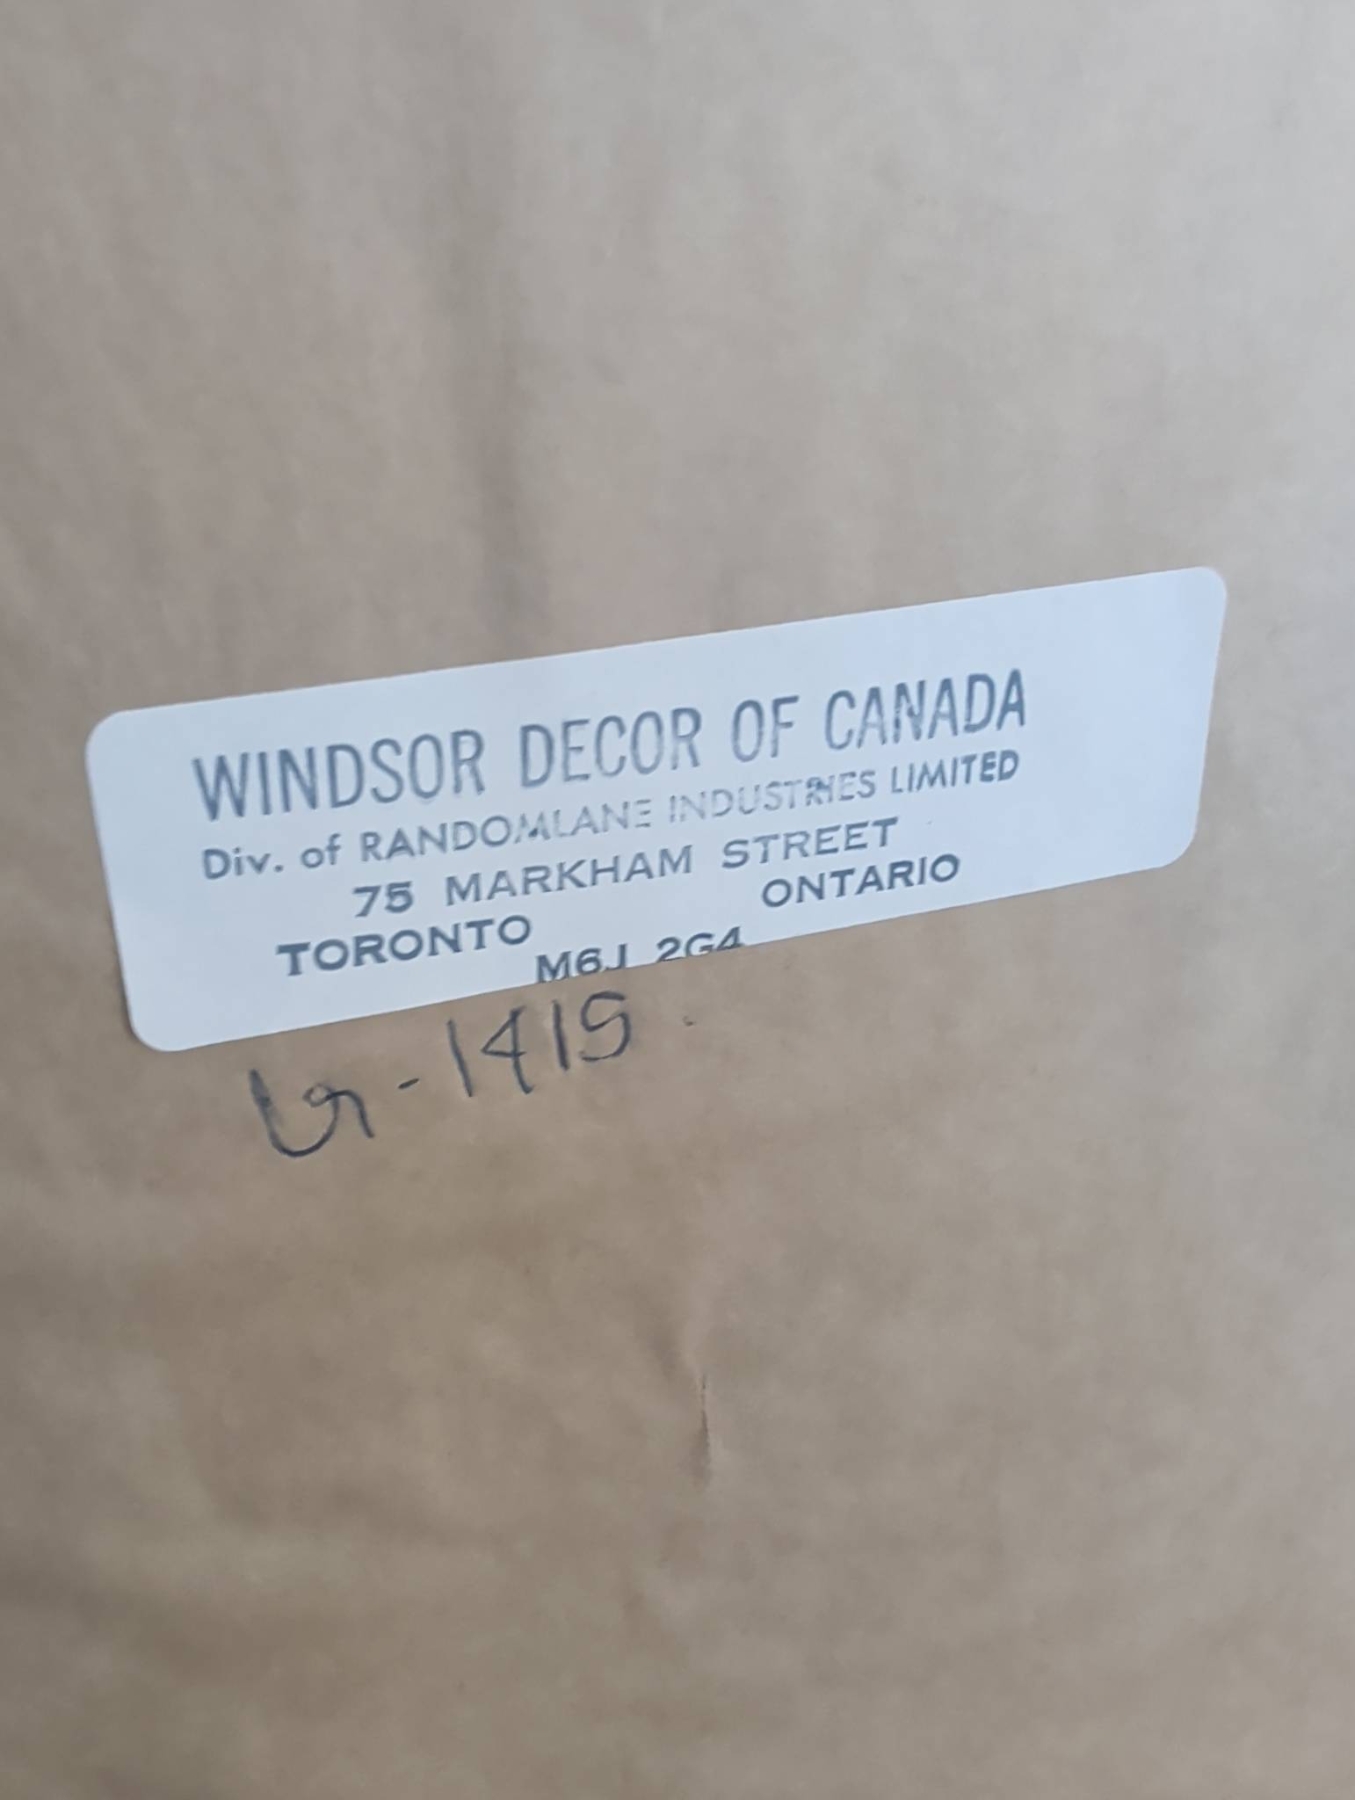 WINDSOR DECOR OF CANADA
Div. of RANDOMLANE INDUSTRIES LIMITED
75 MARKHAM STREET
TORONTO ONTARIO
M6J 2G4
1415